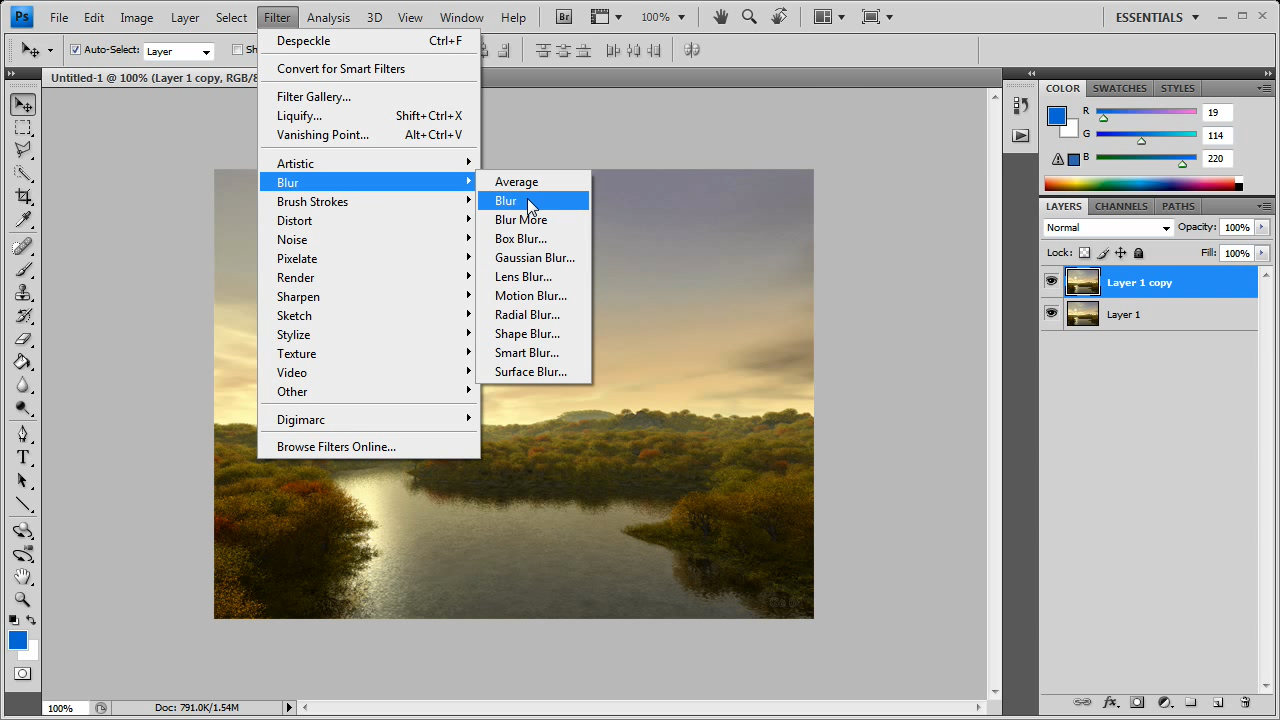 Ps File Edit Image Layer Select Filter Analysis 3D View Window Help Br 100% ESSENTIALS
Auto-Select: Layer Sh
Untitled-1 @ 100% (Layer 1 copy, RGB/8
Despeckle Ctrl+F
Convert for Smart Filters
Filter Gallery...
Liquify... Shift+Ctrl+X
Vanishing Point... Alt+Ctrl+V
Artistic
Blur
Brush Strokes
Distort
Noise
Pixelate
Render
Sharpen
Sketch
Stylize
Texture
Video
Other
Digimarc
Browse Filters Online...
Average
Blur
Blur More
Box Blur...
Gaussian Blur...
Lens Blur...
Motion Blur...
Radial Blur...
Shape Blur...
Smart Blur...
Surface Blur...
COLOR SWATCHES STYLES
R 19
G 114
B 220
LAYERS CHANNELS PATHS
Normal Opacity: 100%
Lock: Fill: 100%
Layer 1 copy
Layer 1
T
fx
100% Doc: 791.0K/1.54M